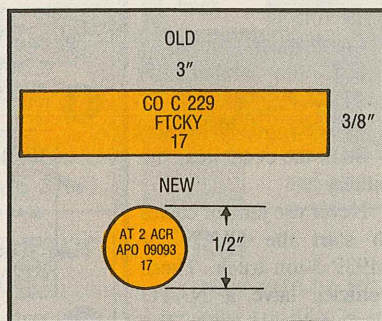 OLD
3"
CO C 229
FTCKY
17
3/8"
NEW
AT 2 ACR
APO 09093
17
1/2"